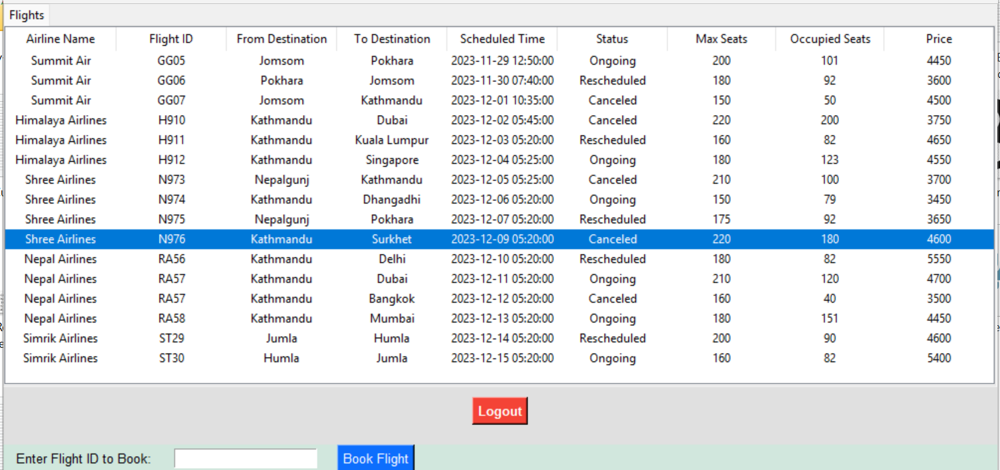 Flights
Airline Name Flight ID From Destination To Destination Scheduled Time Status Max Seats Occupied Seats Price
Summit Air GG05 Jomsom Pokhara 2023-11-29 12:50:00 Ongoing 200 101 4450
Summit Air GG06 Pokhara Jomsom 2023-11-30 07:40:00 Rescheduled 180 92 3600
Summit Air GG07 Jomsom Kathmandu 2023-12-01 10:35:00 Canceled 150 50 4500
Himalaya Airlines H910 Kathmandu Dubai 2023-12-02 05:45:00 Canceled 220 200 3750
Himalaya Airlines H911 Kathmandu Kuala Lumpur 2023-12-03 05:20:00 Rescheduled 160 82 4650
Himalaya Airlines H912 Kathmandu Singapore 2023-12-04 05:25:00 Ongoing 180 123 4550
Shree Airlines N973 Nepalgunj Kathmandu 2023-12-05 05:25:00 Canceled 210 100 3700
Shree Airlines N974 Kathmandu Dhangadhi 2023-12-06 05:20:00 Ongoing 150 79 3450
Shree Airlines N975 Nepalgunj Pokhara 2023-12-07 05:20:00 Rescheduled 175 92 3650
Shree Airlines N976 Kathmandu Surkhet 2023-12-09 05:20:00 Canceled 220 180 4600
Nepal Airlines RA56 Kathmandu Delhi 2023-12-10 05:20:00 Rescheduled 180 82 5550
Nepal Airlines RA57 Kathmandu Dubai 2023-12-11 05:20:00 Ongoing 210 120 4700
Nepal Airlines RA57 Kathmandu Bangkok 2023-12-12 05:20:00 Canceled 160 40 3500
Nepal Airlines RA58 Kathmandu Mumbai 2023-12-13 05:20:00 Ongoing 180 151 4450
Simrik Airlines ST29 Jumla Humla 2023-12-14 05:20:00 Rescheduled 200 90 4600
Simrik Airlines ST30 Humla Jumla 2023-12-15 05:20:00 Ongoing 160 82 5400
Logout
Enter Flight ID to Book: Book Flight